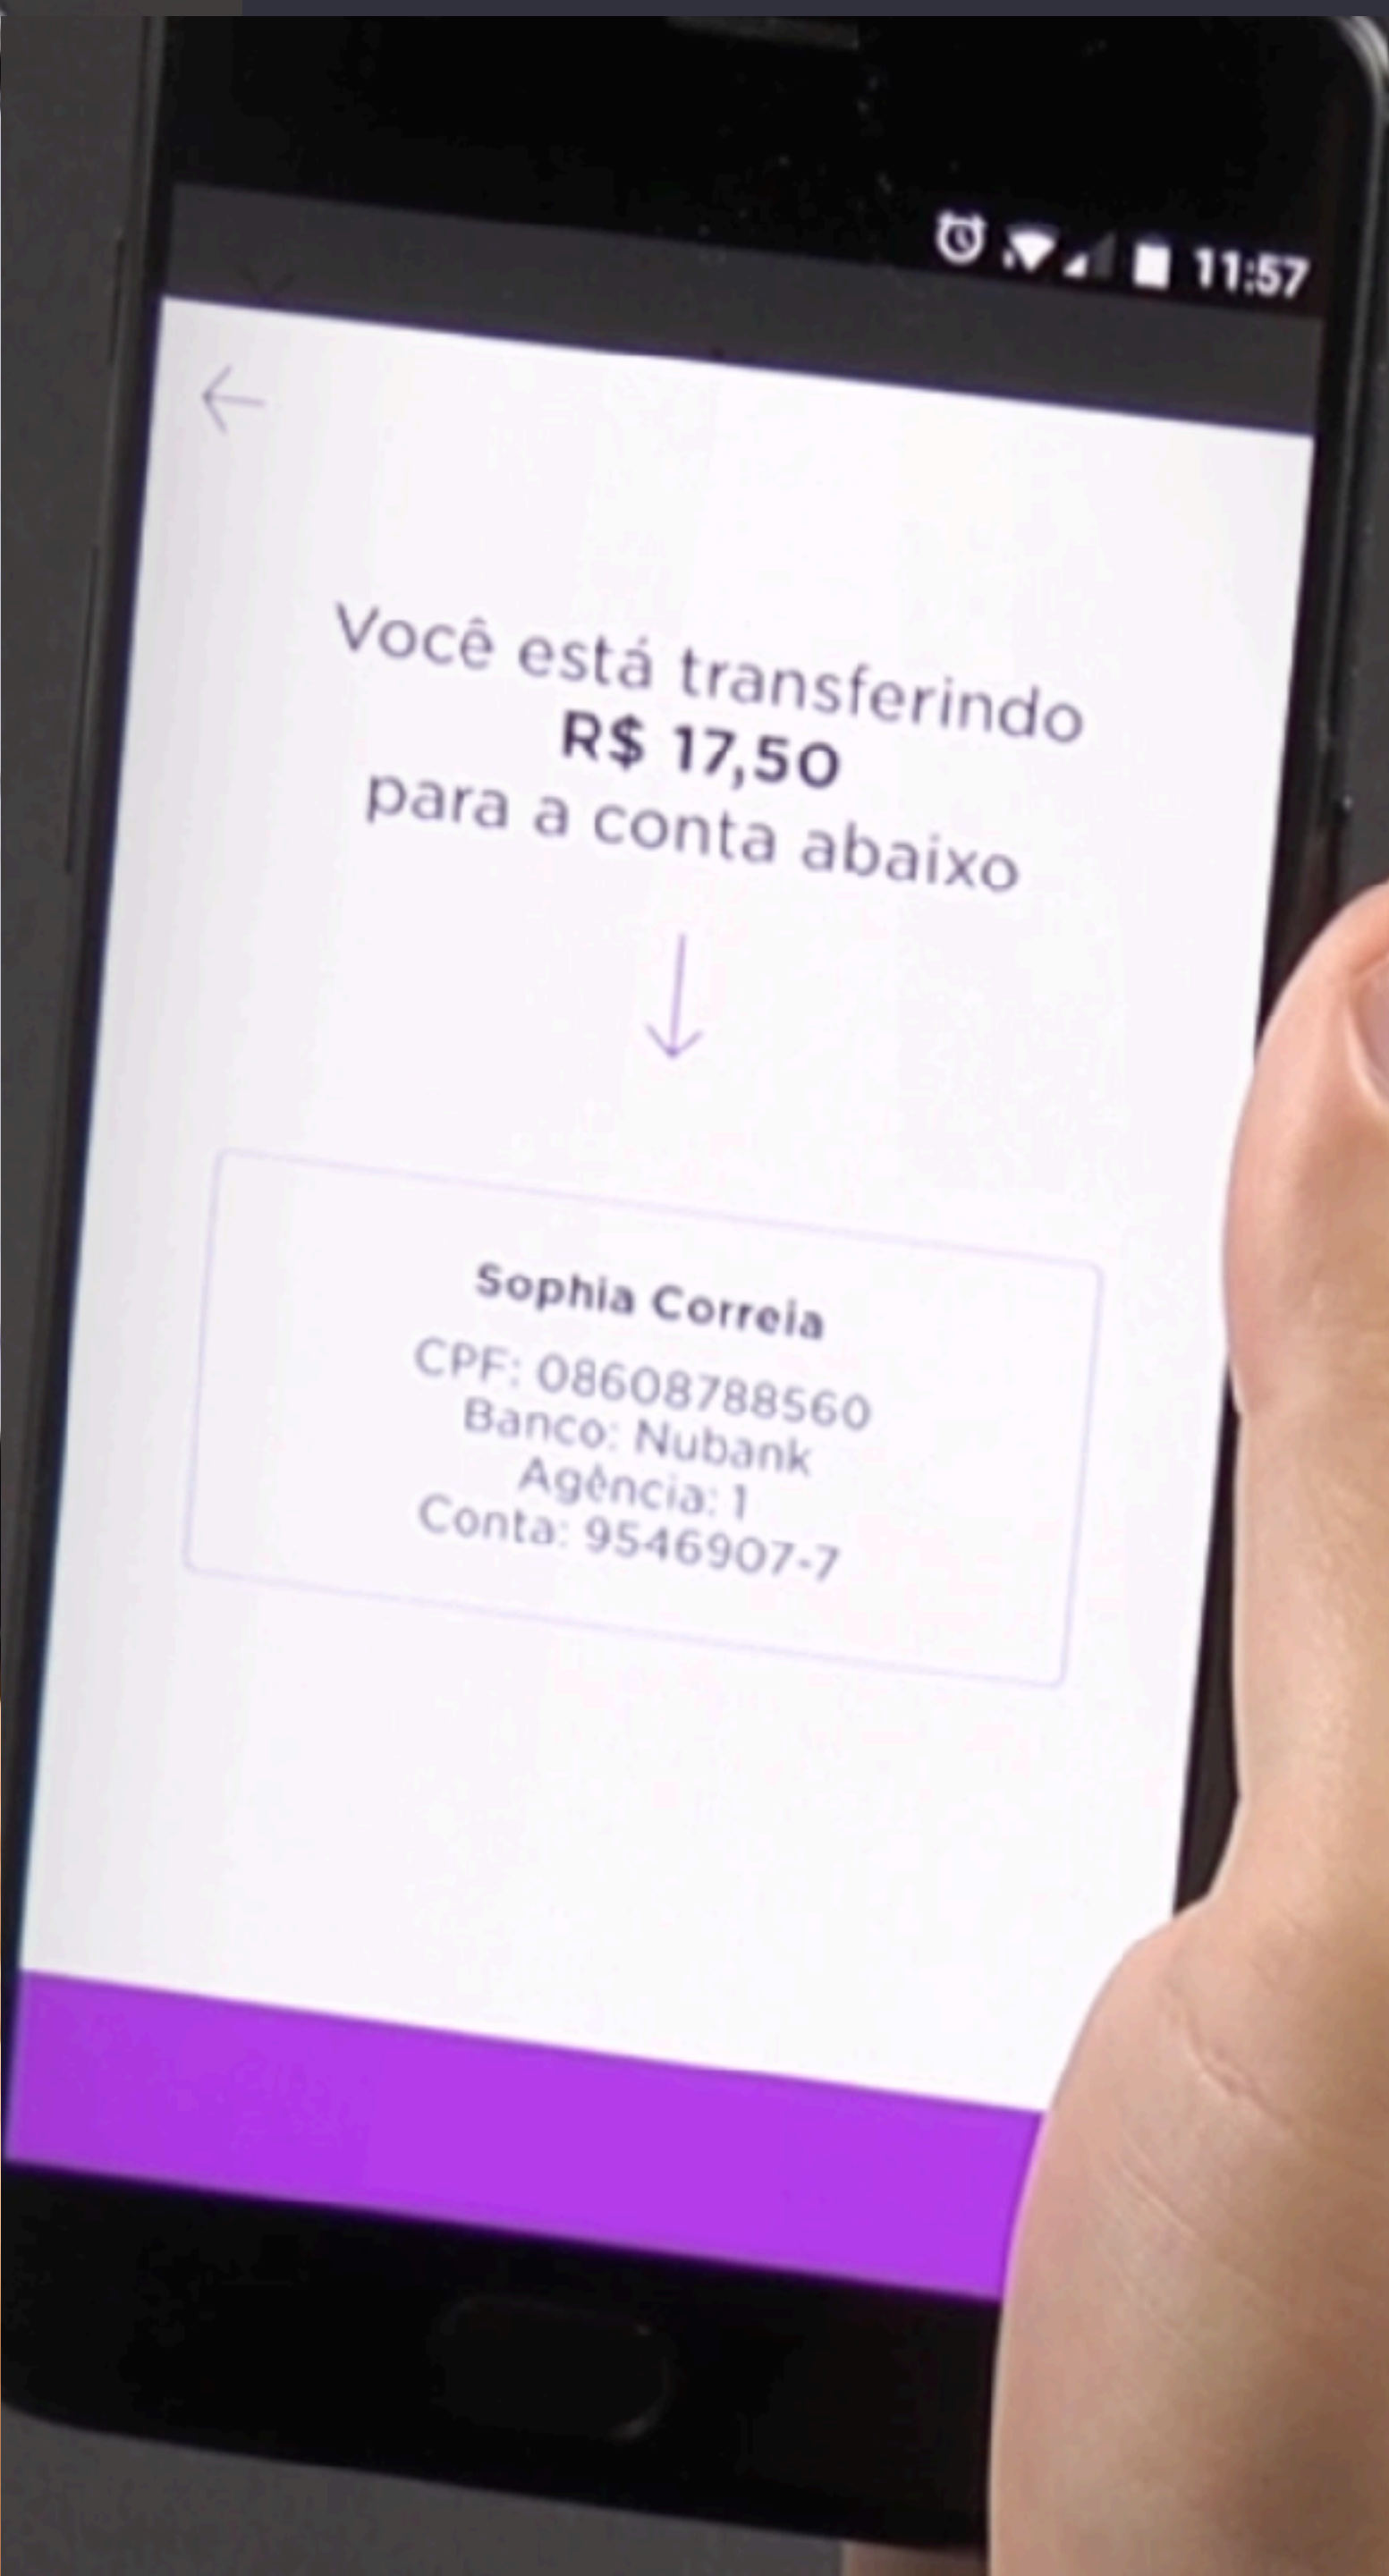 11:57
Você está transferindo
R$ 17,50
para a conta abaixo
Sophia Correia
CPF: 08608788560
Banco: Nubank
Agência: 1
Conta: 9546907-7